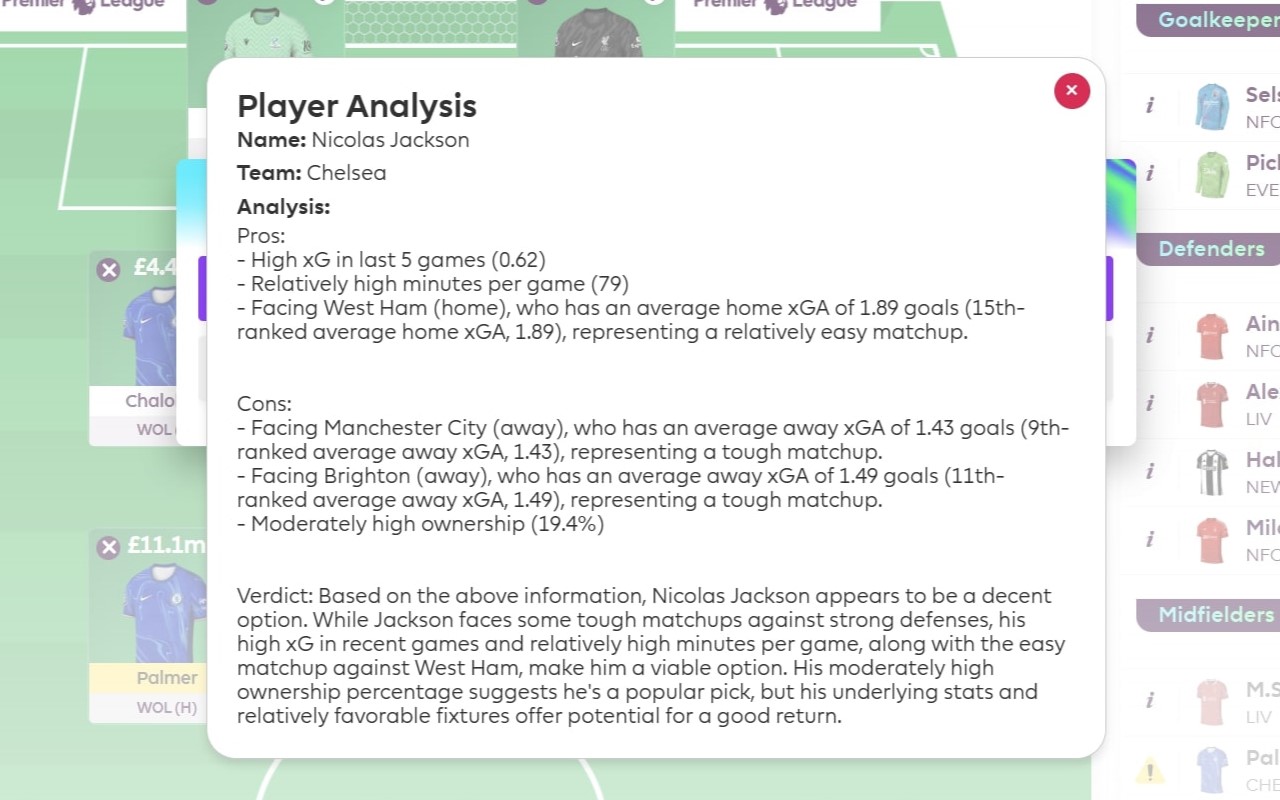 Premier League
Premier League
Player Analysis
Name: Nicolas Jackson
Team: Chelsea
Analysis:
Pros:
- High xG in last 5 games (0.62)
- Relatively high minutes per game (79)
- Facing West Ham (home), who has an average home xGA of 1.89 goals (15th-
ranked average home xGA, 1.89), representing a relatively easy matchup.
Cons:
- Facing Manchester City (away), who has an average away xGA of 1.43 goals (9th-
ranked average away xGA, 1.43), representing a tough matchup.
- Facing Brighton (away), who has an average away xGA of 1.49 goals (11th-
ranked average away xGA, 1.49), representing a tough matchup.
- Moderately high ownership (19.4%)
Verdict: Based on the above information, Nicolas Jackson appears to be a decent
option. While Jackson faces some tough matchups against strong defenses, his
high xG in recent games and relatively high minutes per game, along with the easy
matchup against West Ham, make him a viable option. His moderately high
ownership percentage suggests he's a popular pick, but his underlying stats and
relatively favorable fixtures offer potential for a good return.
£4.4
Chalo
WOL
£11.1m
Palmer
WOL (H)
Goalkeeper
i Sels
NFO
i Pick
EVE
Defenders
i Ain
NFO
i Ale
LIV
i Hal
NEW
i Mile
NFO
Midfielders
i M.S
LIV
Pal
CHE